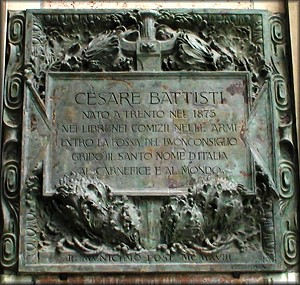 CESARE BATTISTI
NATO A TRENTO NEL 1875
NEI LIBRI NEI COMIZII NELLE ARMI
ENTRO LA FOSSA DEL BUONCONSIGLIO
GRIDÒ IL SANTO NOME D'ITALIA
AL CARNEFICE E AL MONDO
IL MUNICIPIO POSE MCMXVIII